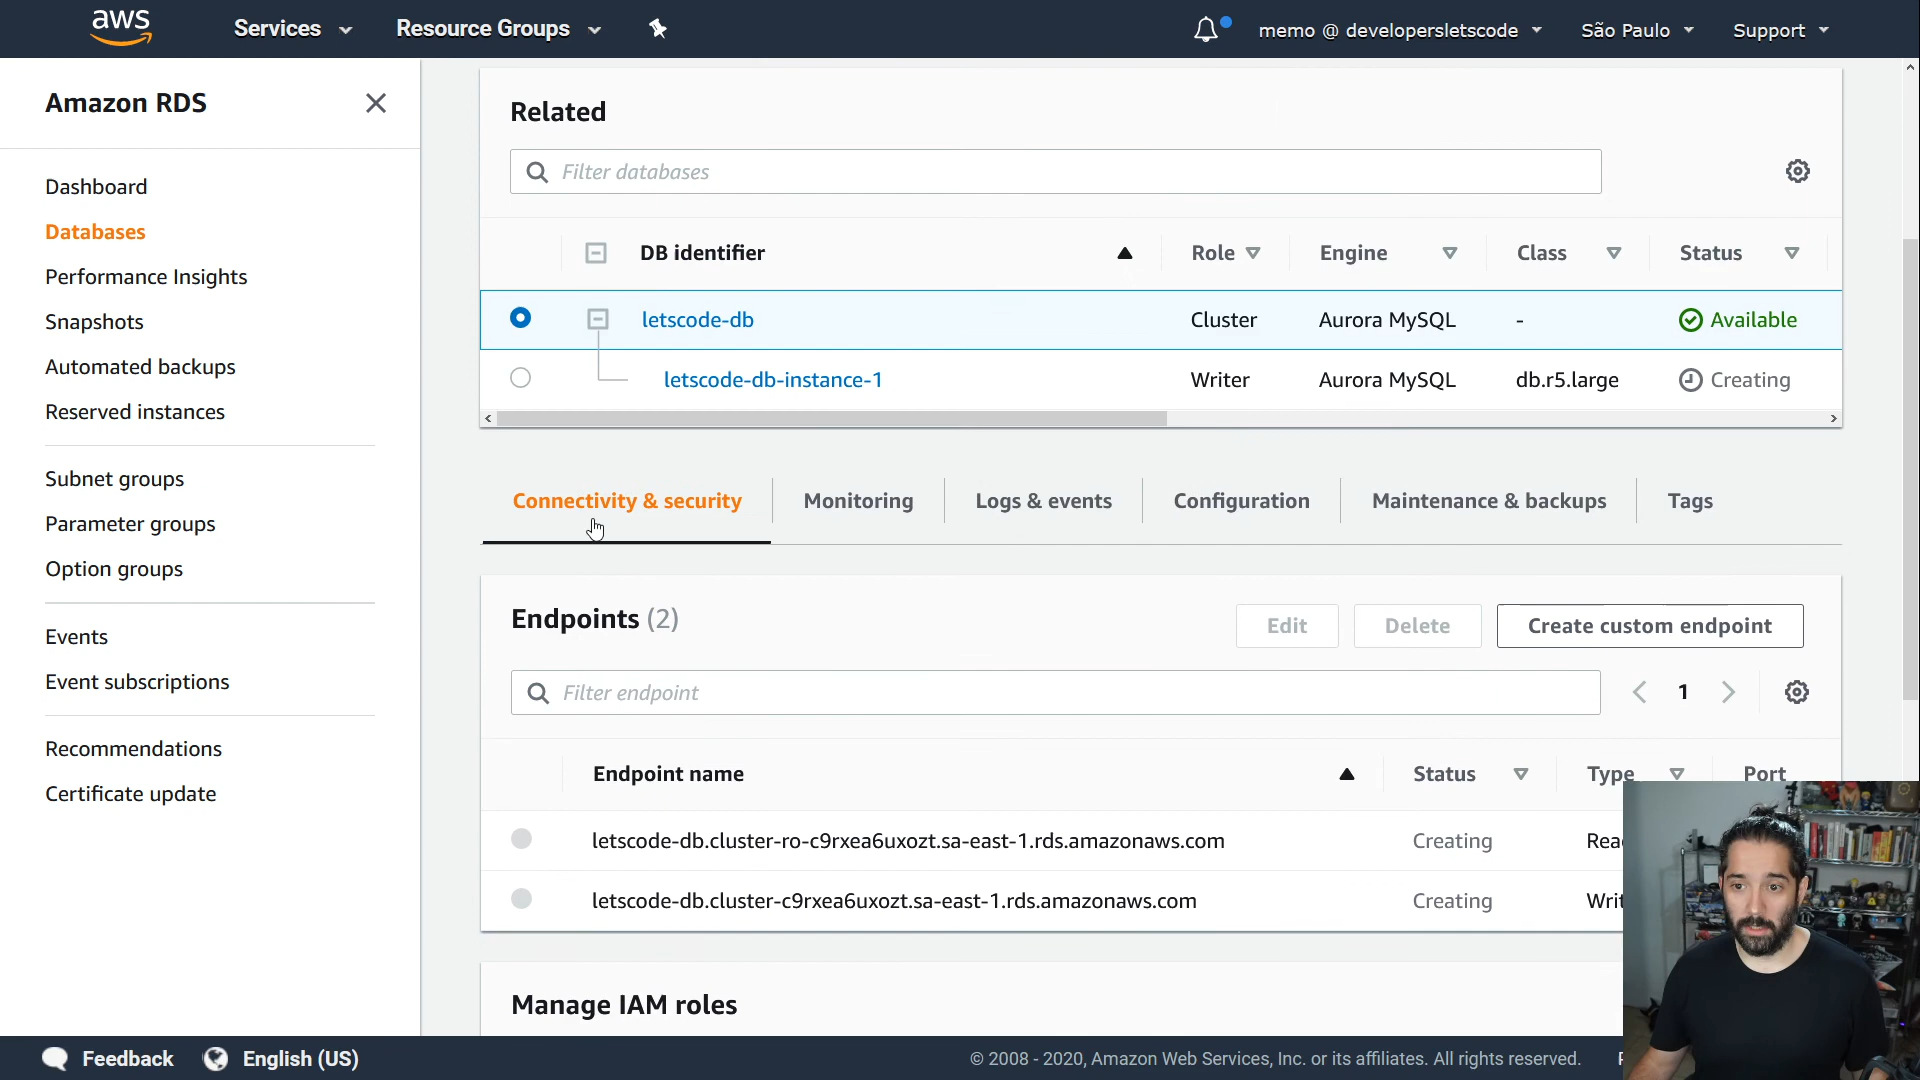 aws
Services
Resource Groups
memo @ developersletscode
São Paulo
Support
Amazon RDS
Dashboard
Databases
Performance Insights
Snapshots
Automated backups
Reserved instances
Subnet groups
Parameter groups
Option groups
Events
Event subscriptions
Recommendations
Certificate update
Related
Filter databases
DB identifier Role Engine Class Status
letscode-db Cluster Aurora MySQL - Available
letscode-db-instance-1 Writer Aurora MySQL db.r5.large Creating
Connectivity & security Monitoring Logs & events Configuration Maintenance & backups Tags
Endpoints (2)
Edit Delete Create custom endpoint
Filter endpoint
1
Endpoint name Status Type Port
letscode-db.cluster-ro-c9rxea6uxozt.sa-east-1.rds.amazonaws.com Creating Rea
letscode-db.cluster-c9rxea6uxozt.sa-east-1.rds.amazonaws.com Creating Writ
Manage IAM roles
Feedback English (US) © 2008 - 2020, Amazon Web Services, Inc. or its affiliates. All rights reserved.